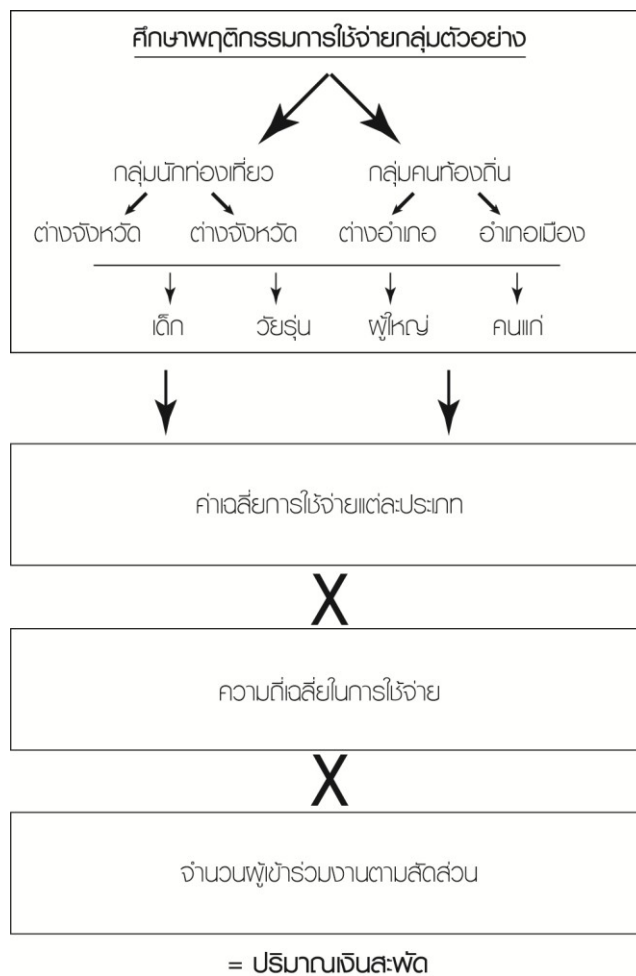 ศึกษาพฤติกรรมการใช้จ่ายกลุ่มตัวอย่าง
กลุ่มนักท่องเที่ยว กลุ่มคนท้องถิ่น
ต่างจังหวัด ต่างจังหวัด ต่างอำเภอ อำเภอเมือง
เด็ก วัยรุ่น ผู้ใหญ่ คนแก่
ค่าเฉลี่ยการใช้จ่ายแต่ละประเภท
X
ความถี่เฉลี่ยในการใช้จ่าย
X
จำนวนผู้เข้าร่วมงานตามสัดส่วน
= ปริมาณเงินสะพัด